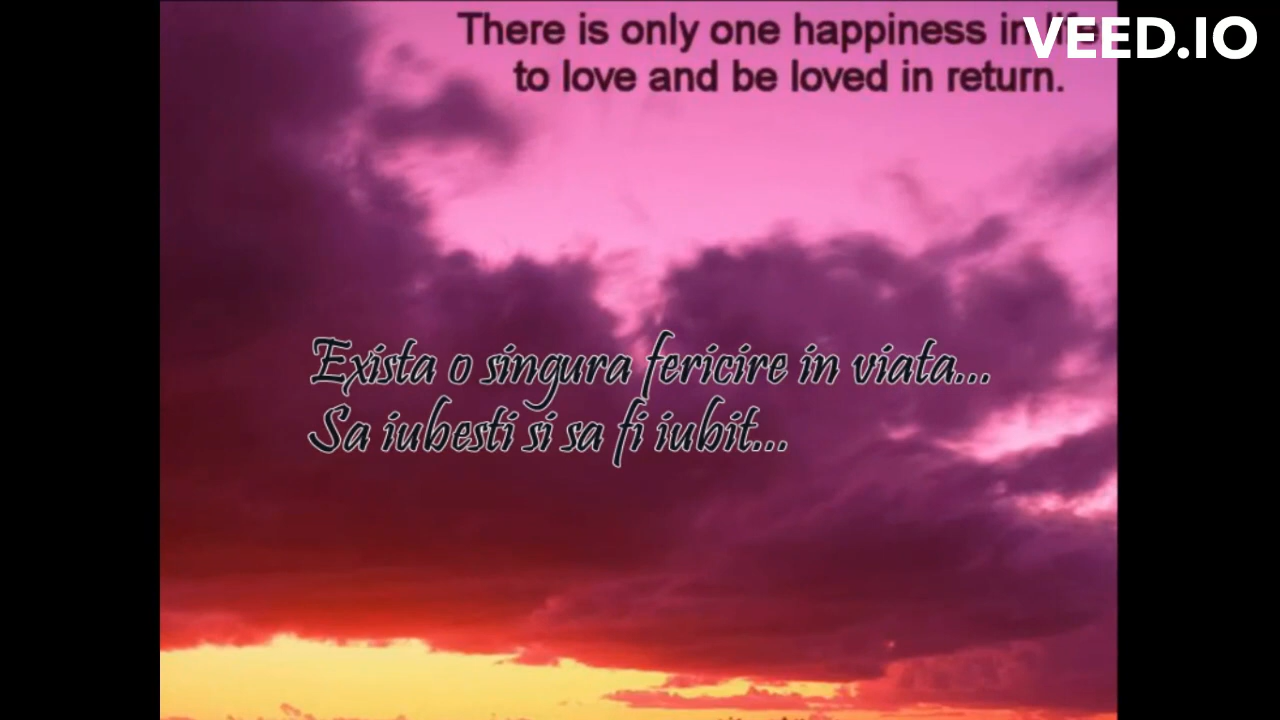 There is only one happiness in
VEED.IO
to love and be loved in return.
Exista o singura fericire in viata...
Sa iubesti si sa fi iubit...